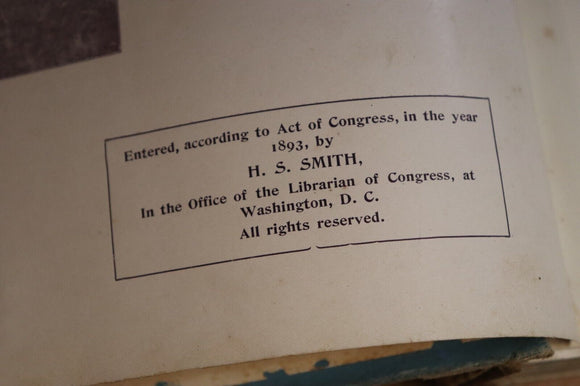 Entered, according to Act of Congress, in the year
1893, by
H. S. SMITH,
In the Office of the Librarian of Congress, at
Washington, D. C.
All rights reserved.